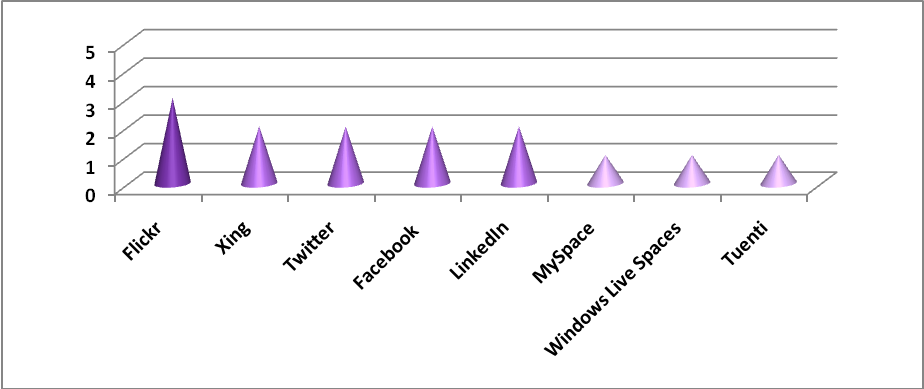 5
4
3
2
1
0
Flickr
Xing
Twitter
Facebook
LinkedIn
MySpace
Windows Live Spaces
Tuenti